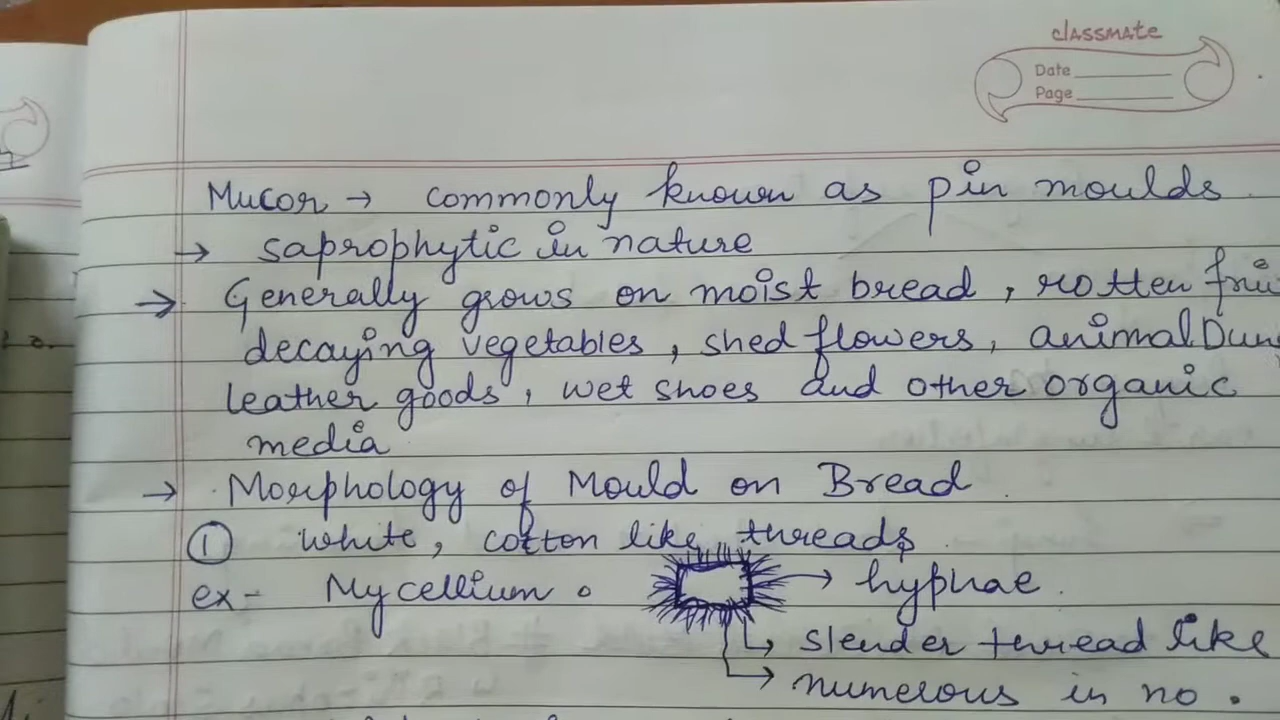 classmate
Date
Page
Mucor → commonly known as pin moulds
→ saprophytic in nature
→ Generally grows on moist bread, rotten frui
decaying vegetables, shed flowers, animal Dun
leather goods, wet shoes and other organic
media
→ Morphology of Mould on Bread
① white, cotton like threads
ex- Mycellium. → hyphae.
↳ slender thread like
→ numerous in no.